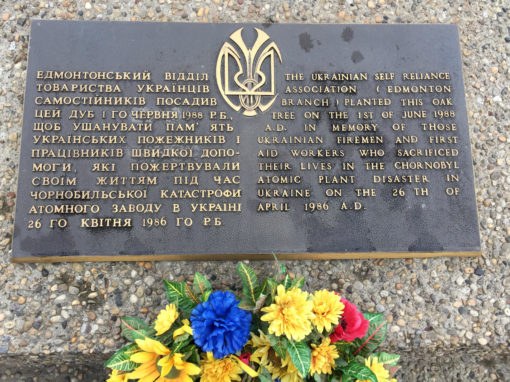 ЕДМОНТОНСЬКИЙ ВІДДІЛ
ТОВАРИСТВА УКРАЇНЦІВ
САМОСТІЙНИКІВ ПОСАДИВ
ЦЕЙ ДУБ 1 ГО ЧЕРВНЯ 1988 Р.Б.,
ЩОБ УШАНУВАТИ ПАМ' ЯТЬ
УКРАЇНСЬКИХ ПОЖЕЖНИКІВ І
ПРАЦІВНИКІВ ШВИДКОЇ ДОПО-
МОГИ, ЯКІ ПОЖЕРТВУВАЛИ
СВОЇМ ЖИТТЯМ ПІД ЧАС
ЧОРНОБИЛЬСЬКОЇ КАТАСТРОФИ
АТОМНОГО ЗАВОДУ В УКРАЇНІ
26 ГО КВІТНЯ 1986 ГО Р.Б
THE UKRAINIAN SELF RELIANCE
ASSOCIATION ( EDMONTON
BRANCH ) PLANTED THIS OAK
TREE ON THE 1ST OF JUNE 1988
A.D. IN MEMORY OF THOSE
UKRAINIAN FIREMEN AND FIRST
AID WORKERS WHO SACRIFICED
THEIR LIVES IN THE CHORNOBYL
ATOMIC PLANT DISASTER IN
UKRAINE ON THE 26 TH OF
APRIL 1986 A.D.